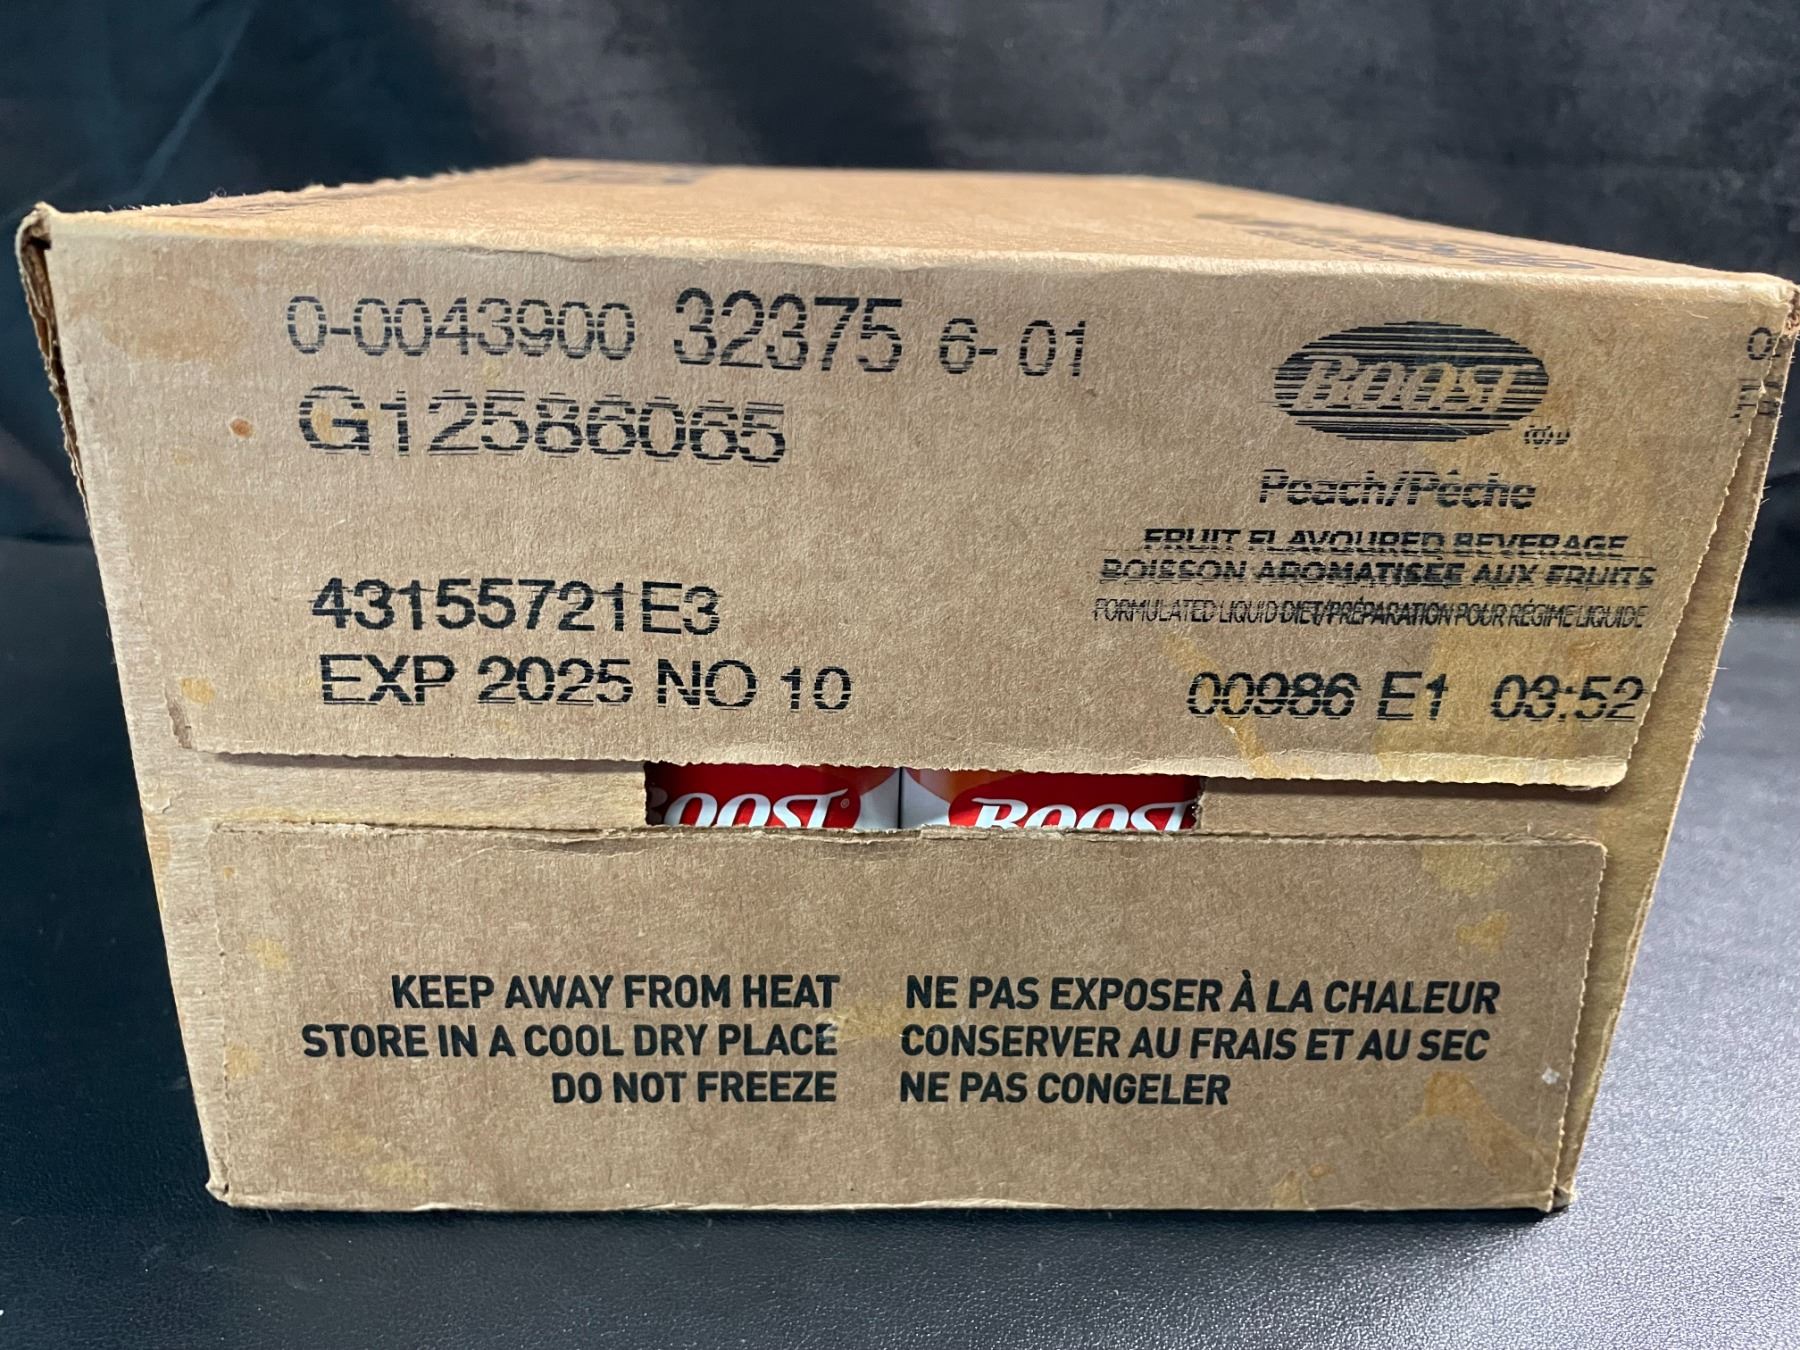 0-0043900 32375 6- 01
G12586065
BOOST
Peach/Pêche
FRUIT FLAVOURED BEVERAGE
BOISSON AROMATISEE AUX FRUITS
FORMULATED LIQUID DIET/PRÉPARATION POUR RÉGIME LIQUIDE
43155721E3
EXP 2025 NO 10
00986 E1 03:52
BOOST® BOOST
KEEP AWAY FROM HEAT
STORE IN A COOL DRY PLACE
DO NOT FREEZE
NE PAS EXPOSER À LA CHALEUR
CONSERVER AU FRAIS ET AU SEC
NE PAS CONGELER